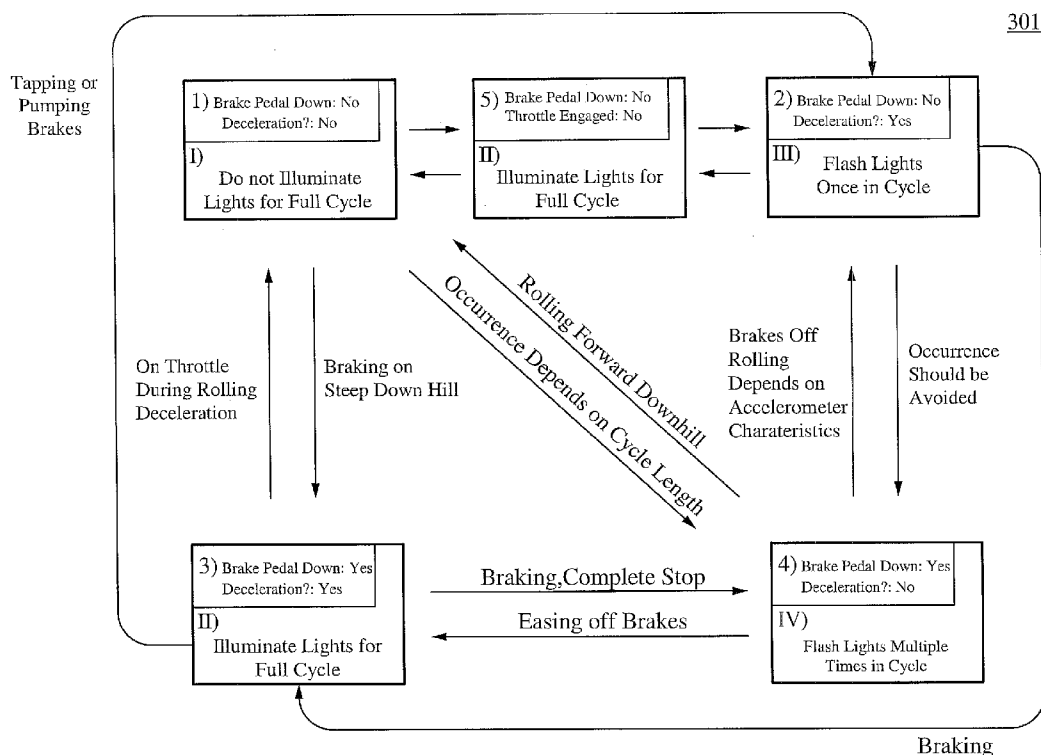 301
Tapping or
Pumping
Brakes
1) Brake Pedal Down: No
Deceleration?: No
I)
Do not Illuminate
Lights for Full Cycle
5) Brake Pedal Down: No
Throttle Engaged: No
II)
Illuminate Lights for
Full Cycle
2) Brake Pedal Down: No
Deceleration?: Yes
III)
Flash Lights
Once in Cycle
On Throttle
During Rolling
Deceleration
Braking on
Steep Down Hill
Rolling Forward Downhill
Occurrence Depends on Cycle Length
Brakes Off
Rolling
Depends on
Accelerometer
Charateristics
Occurrence
Should be
Avoided
3) Brake Pedal Down: Yes
Deceleration?: Yes
II)
Illuminate Lights for
Full Cycle
Braking,Complete Stop
Easing off Brakes
4) Brake Pedal Down: Yes
Deceleration?: No
IV)
Flash Lights Multiple
Times in Cycle
Braking